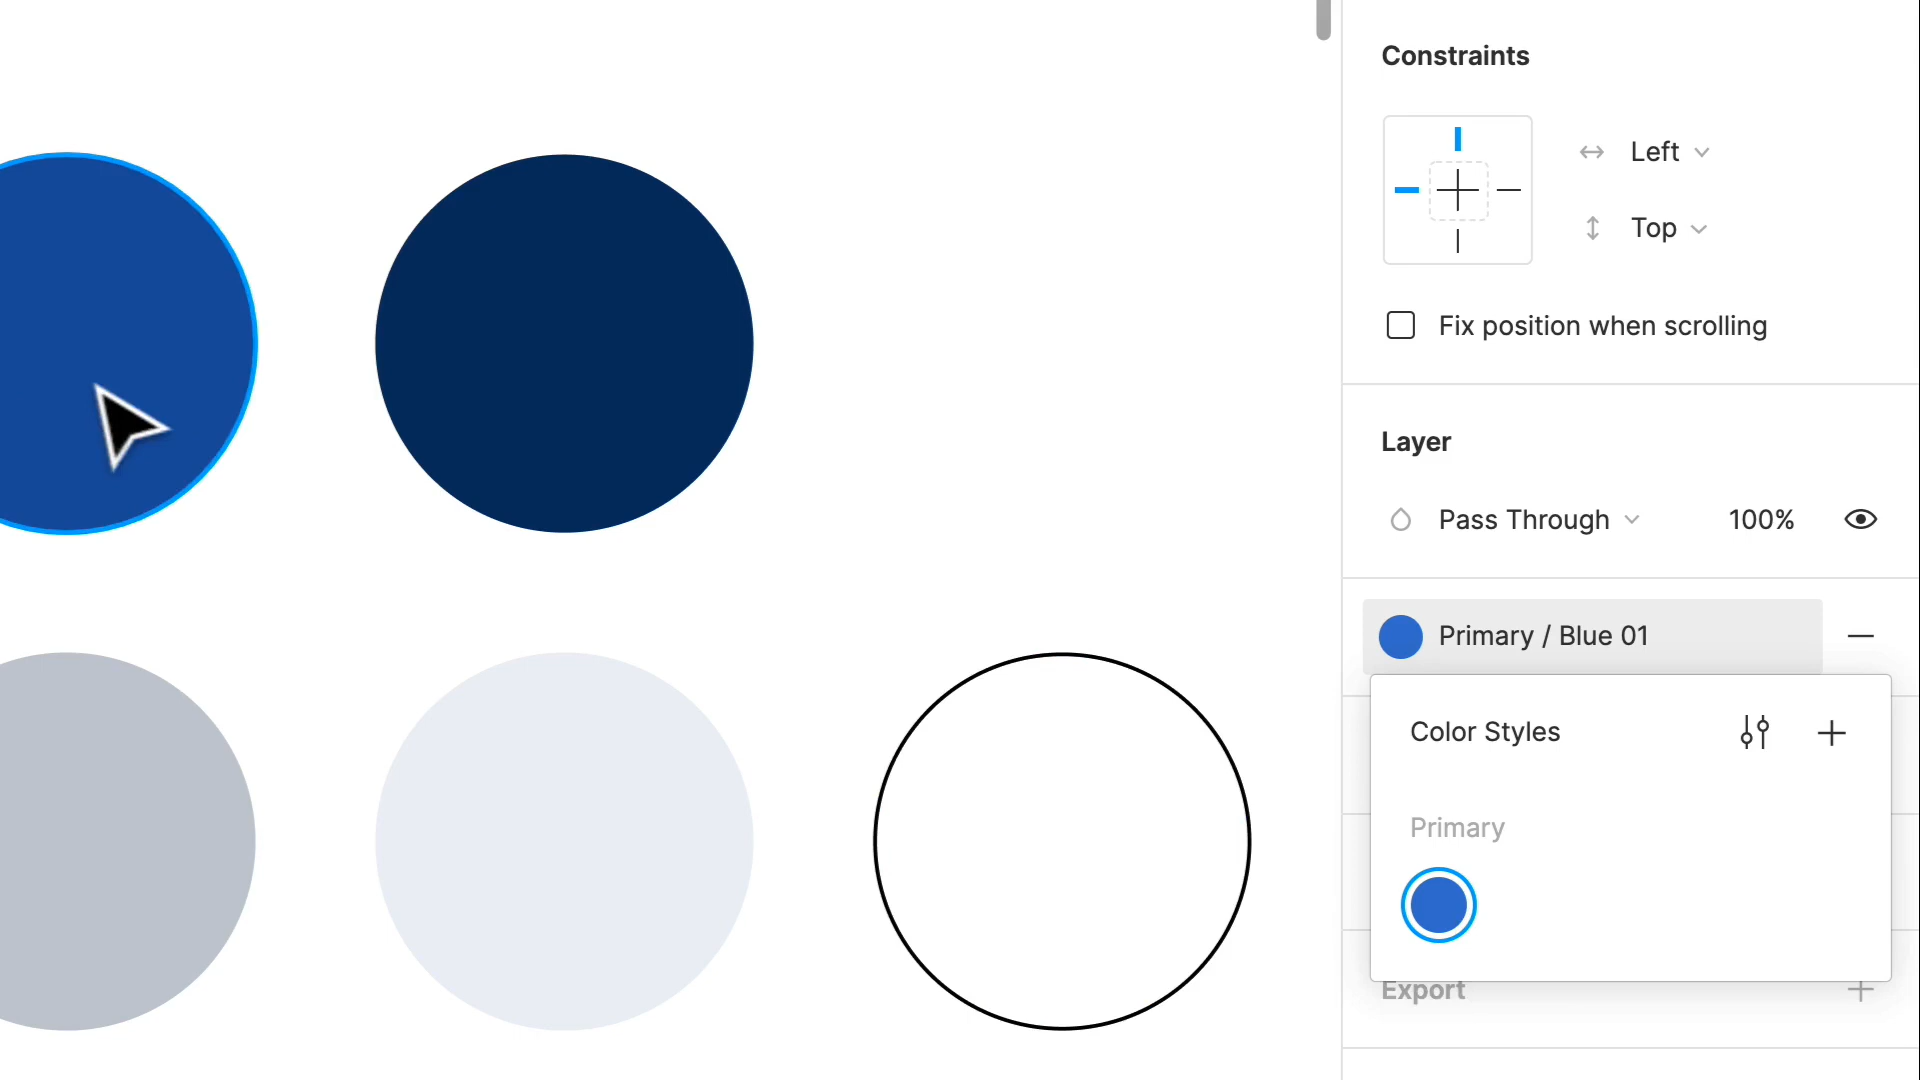 Constraints
Left
Top
Fix position when scrolling
Layer
Pass Through 100%
Primary / Blue 01
Color Styles
Primary
Export